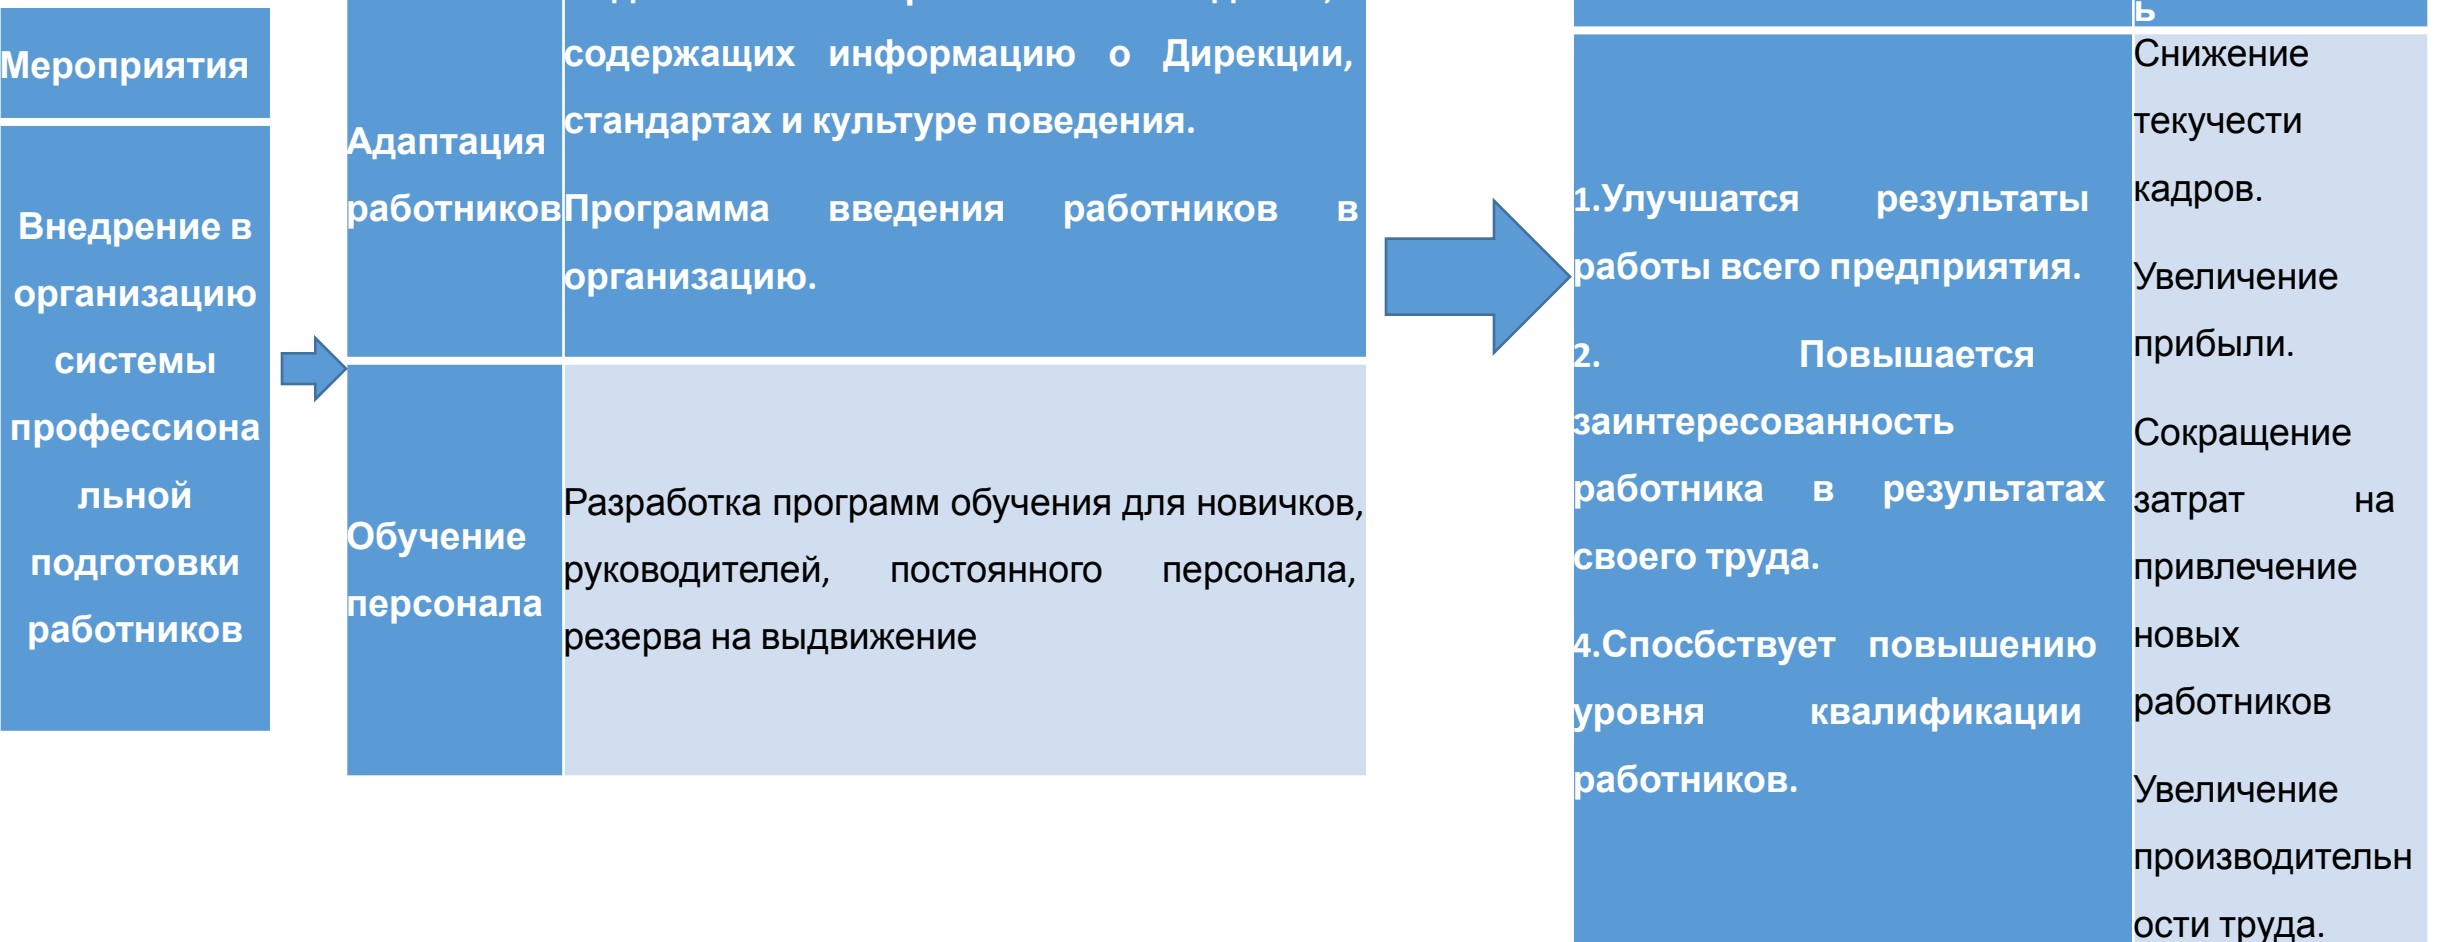 Мероприятия
Внедрение в
организацию
системы
профессиона
льной
подготовки
работников
Адаптация
работников
содержащих информацию о Дирекции,
стандартах и культуре поведения.
Программа введения работников в
организацию.
Обучение
персонала
Разработка программ обучения для новичков,
руководителей, постоянного персонала,
резерва на выдвижение
1.Улучшатся результаты
работы всего предприятия.
2. Повышается
заинтересованность
работника в результатах
своего труда.
4.Спосбствует повышению
уровня квалификации
работников.
ь
Снижение
текучести
кадров.
Увеличение
прибыли.
Сокращение
затрат на
привлечение
новых
работников
Увеличение
производительн
ости труда.